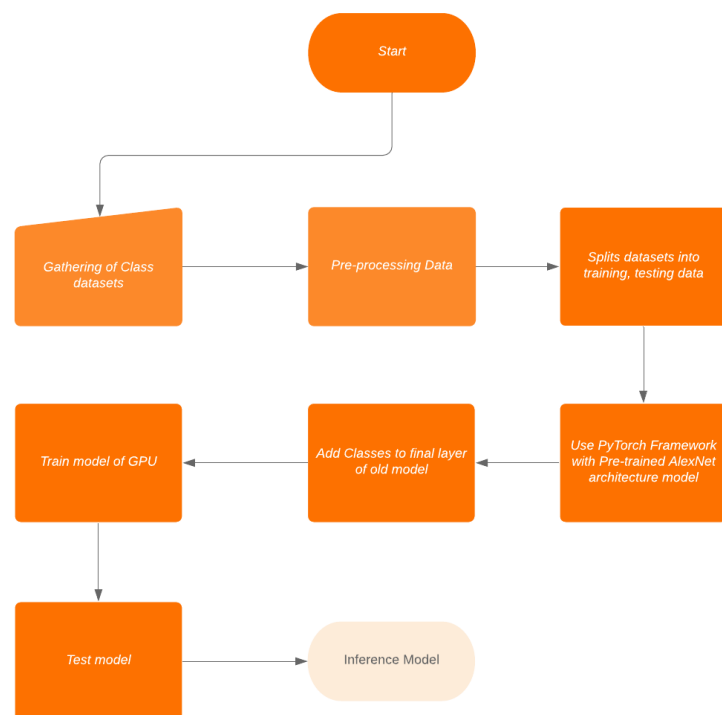 Start
Gathering of Class
datasets
Pre-processing Data
Splits datasets into
training, testing data
Use PyTorch Framework
with Pre-trained AlexNet
architecture model
Add Classes to final layer
of old model
Train model of GPU
Test model
Inference Model